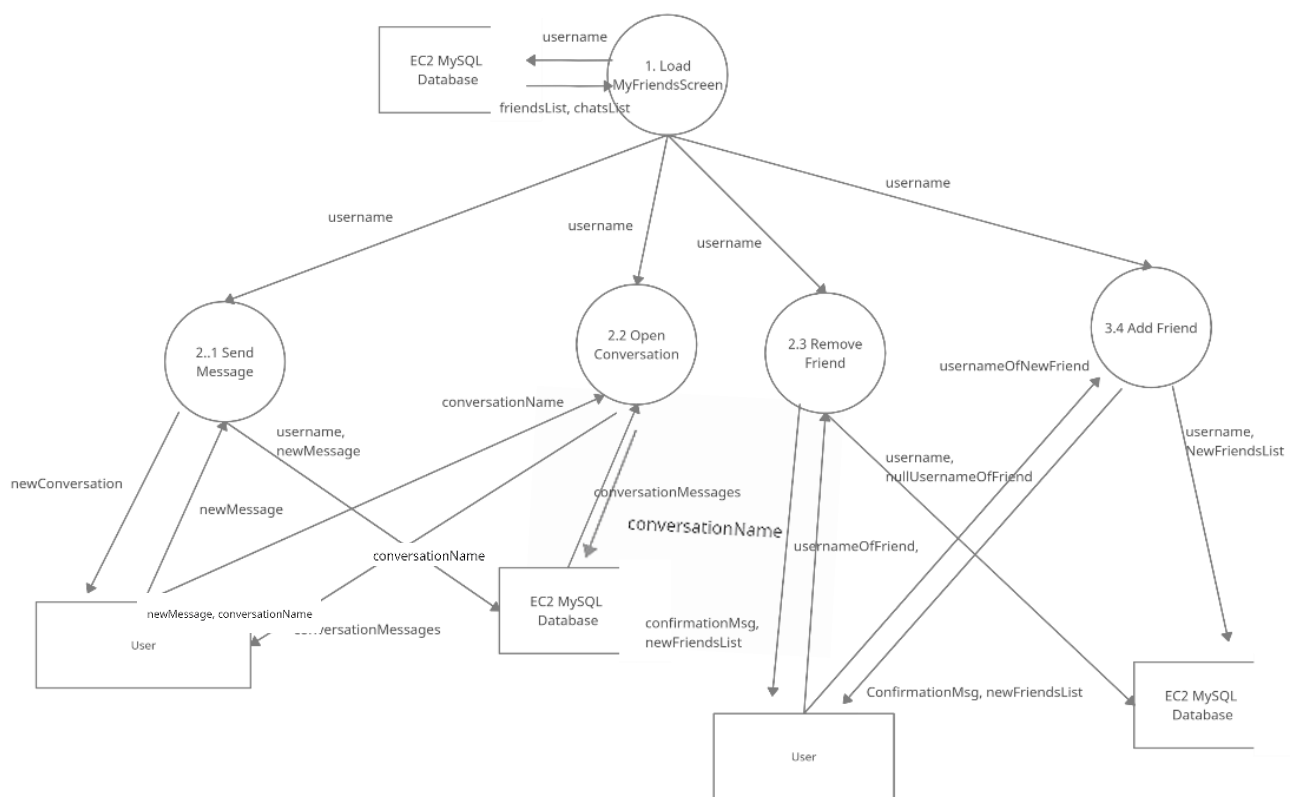 username
EC2 MySQL
Database
1. Load
MyFriendsScreen
friendsList, chatsList
username
username
username
username
2..1 Send
Message
2.2 Open
Conversation
2.3 Remove
Friend
3.4 Add Friend
usernameOfNewFriend
conversationName
username,
newMessage
username,
NewFriendsList
username,
nullUsernameOfFriend
newConversation
newMessage
conversationMessages
conversationName
usernameOfFriend,
conversationName
newMessage, conversationName
EC2 MySQL
Database
conversationMessages
confirmationMsg,
newFriendsList
User
ConfirmationMsg, newFriendsList
EC2 MySQL
Database
User